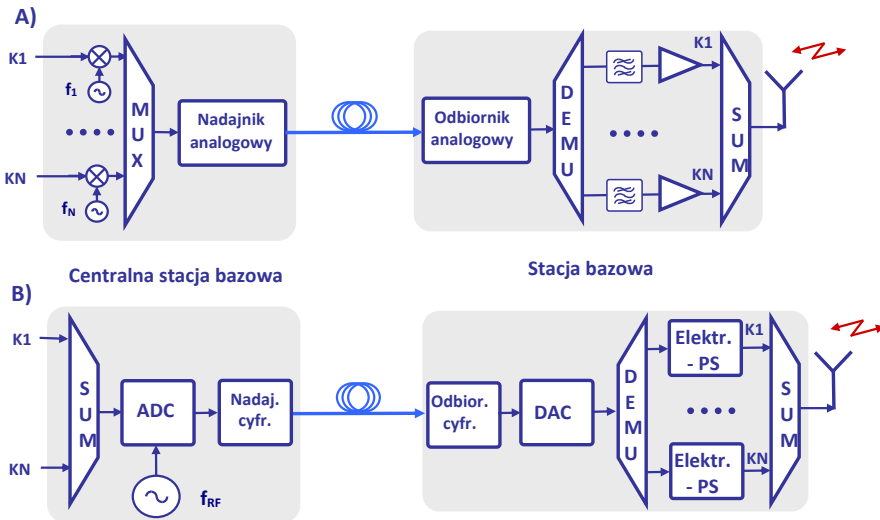 A)
K1
f1
KN
fN
MUX
Nadajnik
analogowy
Odbiornik
analogowy
DEMU
K1
KN
SUM
Centralna stacja bazowa
Stacja bazowa
B)
K1
KN
SUM
ADC
fRF
Nadaj.
cyfr.
Odbior.
cyfr.
DAC
DEMU
Elektr.
- PS
K1
Elektr.
- PS
KN
SUM